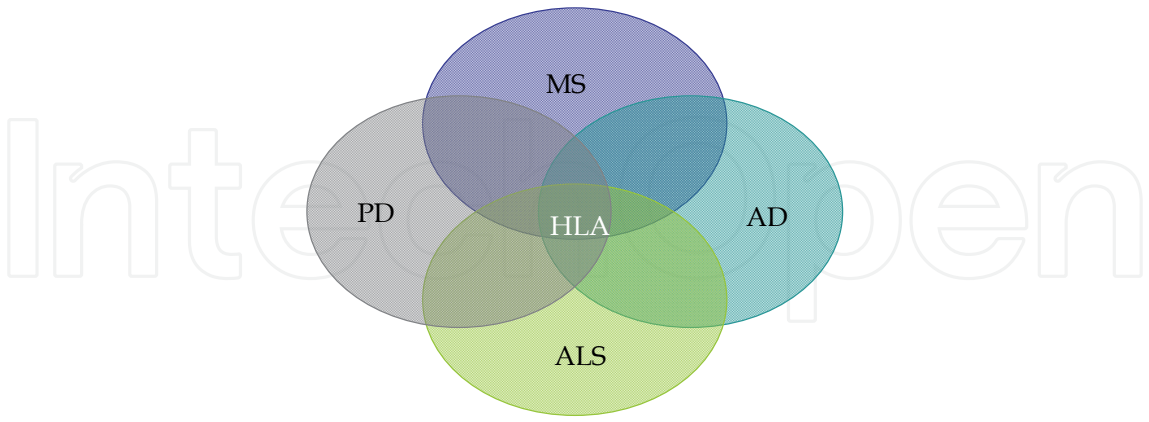 MS
PD
AD
HLA
ALS
IntechOpen